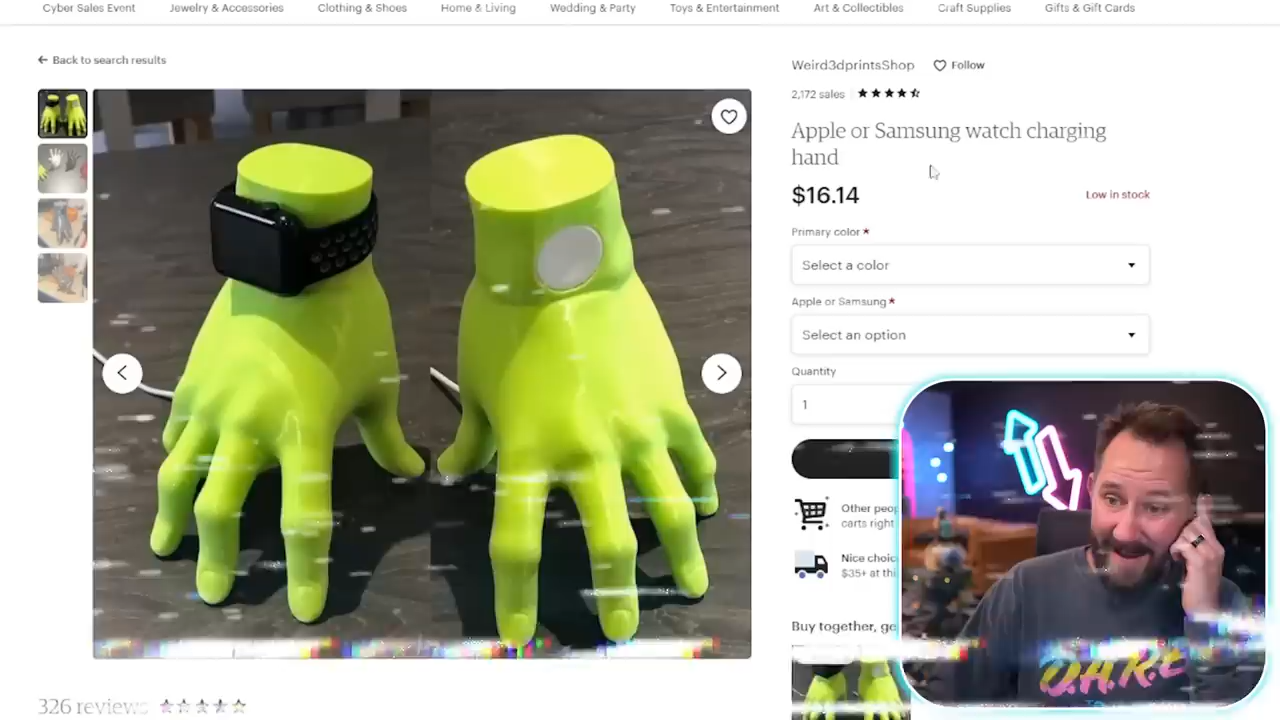 Cyber Sales Event
Jewelry & Accessories
Clothing & Shoes
Home & Living
Wedding & Party
Toys & Entertainment
Art & Collectibles
Craft Supplies
Gifts & Gift Cards
Back to search results
Weird3dprintsShop
Follow
2,172 sales
Apple or Samsung watch charging
hand
$16.14
Low in stock
Primary color *
Select a color
Apple or Samsung *
Select an option
Quantity
1
Other peop
carts right
Nice choic
$35+ at thi
Buy together, ge
D.A.R.E
326 reviews